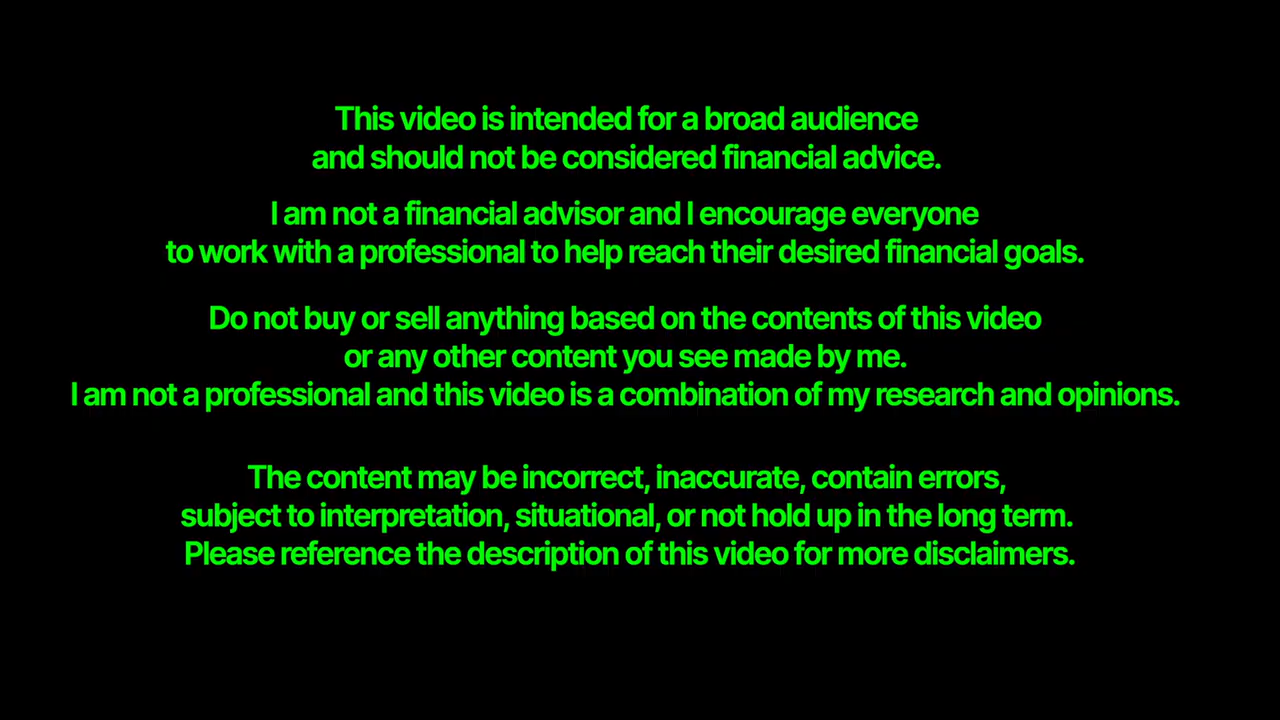 This video is intended for a broad audience
and should not be considered financial advice.
I am not a financial advisor and I encourage everyone
to work with a professional to help reach their desired financial goals.
Do not buy or sell anything based on the contents of this video
or any other content you see made by me.
I am not a professional and this video is a combination of my research and opinions.
The content may be incorrect, inaccurate, contain errors,
subject to interpretation, situational, or not hold up in the long term.
Please reference the description of this video for more disclaimers.